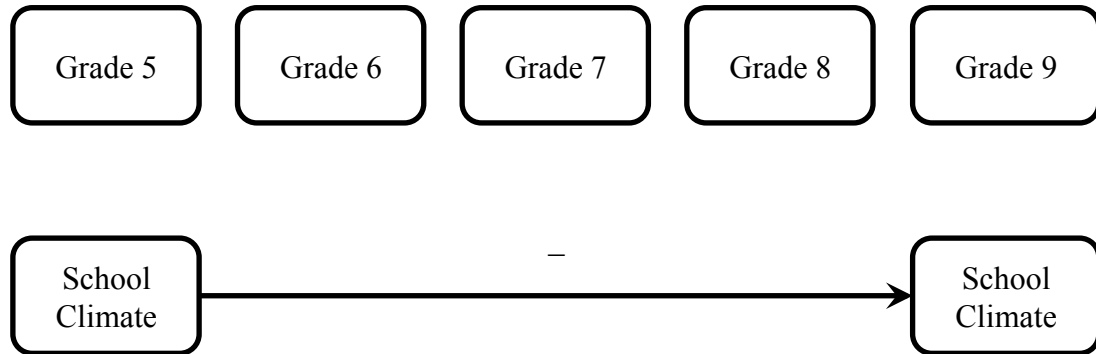 Grade 5
Grade 6
Grade 7
Grade 8
Grade 9
–
School
Climate
School
Climate